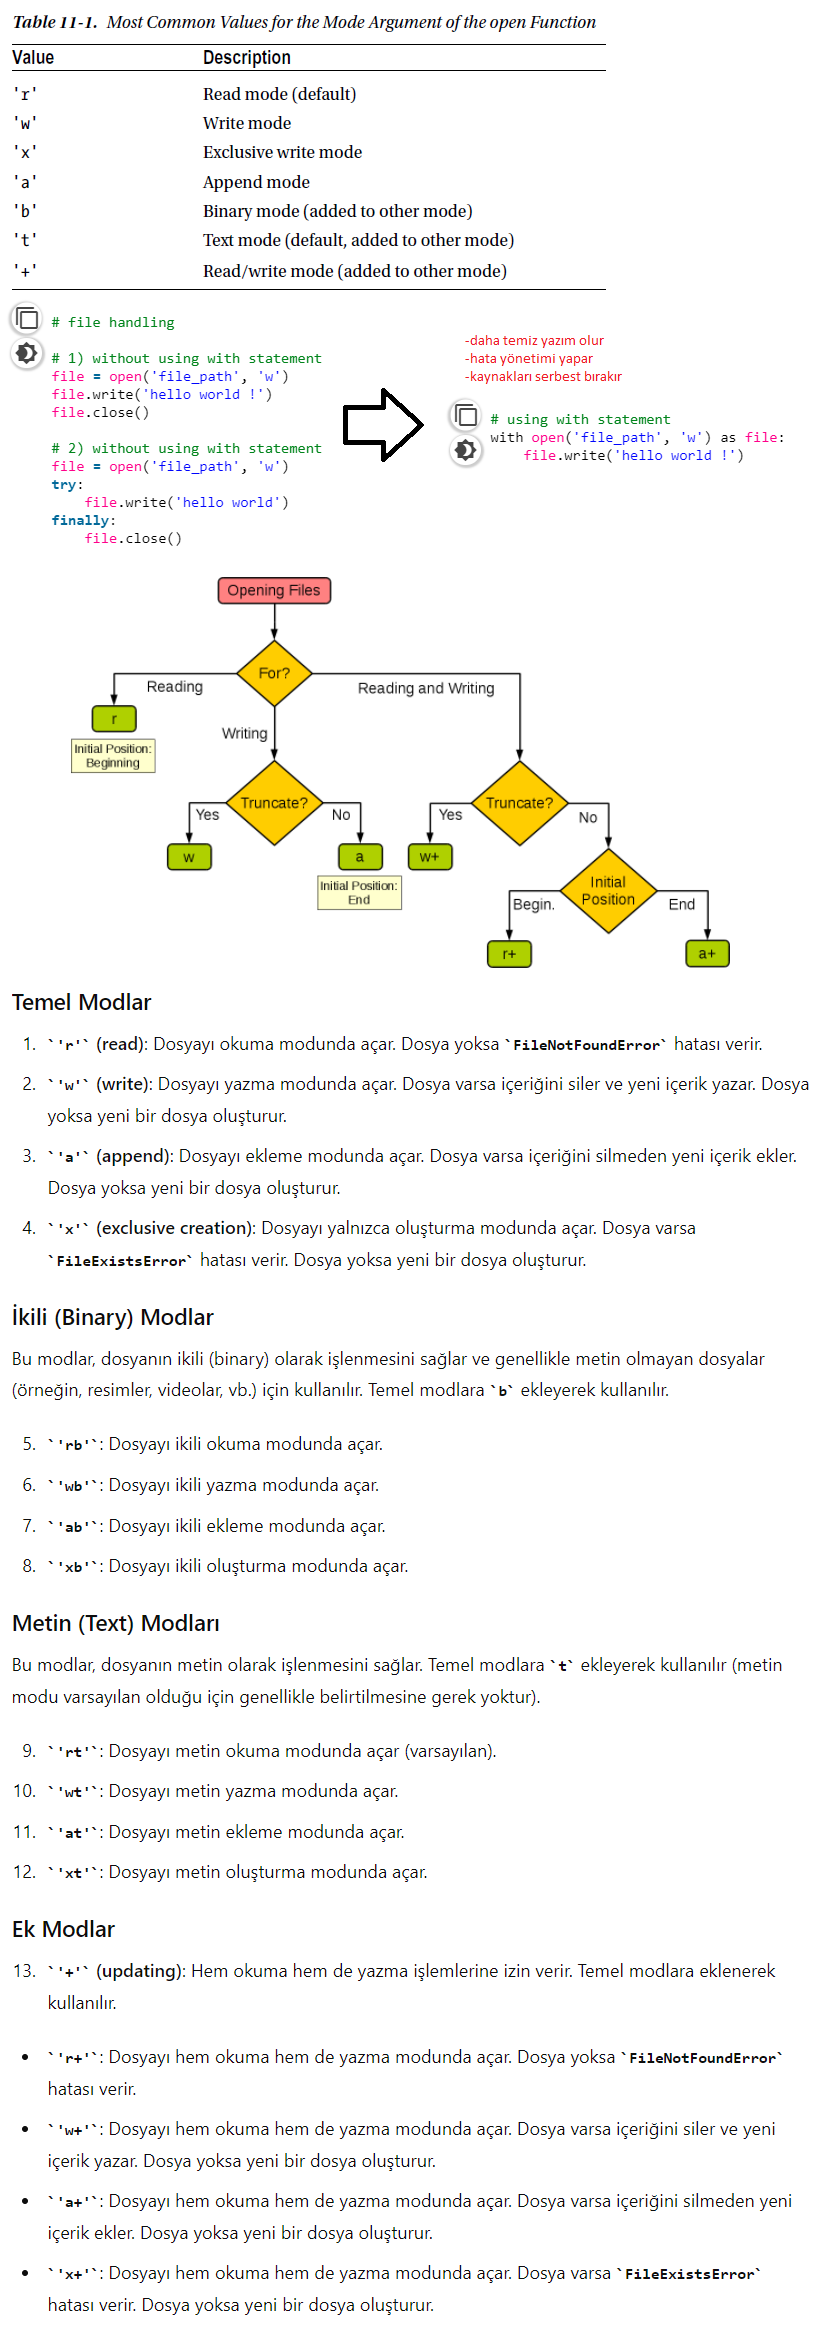 Table 11-1. Most Common Values for the Mode Argument of the open Function
Value Description
'r' Read mode (default)
'w' Write mode
'x' Exclusive write mode
'a' Append mode
'b' Binary mode (added to other mode)
't' Text mode (default, added to other mode)
'+' Read/write mode (added to other mode)
# file handling
# 1) without using with statement
file = open('file_path', 'w')
file.write('hello world !')
file.close()
# 2) without using with statement
file = open('file_path', 'w')
try:
    file.write('hello world')
finally:
    file.close()
-daha temiz yazım olur
-hata yönetimi yapar
-kaynakları serbest bırakır
# using with statement
with open('file_path', 'w') as file:
    file.write('hello world !')
Opening Files
For?
Reading
Reading and Writing
r
Initial Position:
Beginning
Writing
Truncate?
Yes
No
w
a
Initial Position:
End
Truncate?
Yes
No
w+
Initial
Position
Begin.
End
r+
a+
Temel Modlar
1. `'r'` (read): Dosyayı okuma modunda açar. Dosya yoksa `FileNotFoundError` hatası verir.
2. `'w'` (write): Dosyayı yazma modunda açar. Dosya varsa içeriğini siler ve yeni içerik yazar. Dosya
yoksa yeni bir dosya oluşturur.
3. `'a'` (append): Dosyayı ekleme modunda açar. Dosya varsa içeriğini silmeden yeni içerik ekler.
Dosya yoksa yeni bir dosya oluşturur.
4. `'x'` (exclusive creation): Dosyayı yalnızca oluşturma modunda açar. Dosya varsa
`FileExistsError` hatası verir. Dosya yoksa yeni bir dosya oluşturur.
İkili (Binary) Modlar
Bu modlar, dosyanın ikili (binary) olarak işlenmesini sağlar ve genellikle metin olmayan dosyalar
(örneğin, resimler, videolar, vb.) için kullanılır. Temel modlara `b` ekleyerek kullanılır.
5. `'rb'`: Dosyayı ikili okuma modunda açar.
6. `'wb'`: Dosyayı ikili yazma modunda açar.
7. `'ab'`: Dosyayı ikili ekleme modunda açar.
8. `'xb'`: Dosyayı ikili oluşturma modunda açar.
Metin (Text) Modları
Bu modlar, dosyanın metin olarak işlenmesini sağlar. Temel modlara `t` ekleyerek kullanılır (metin
modu varsayılan olduğu için genellikle belirtilmesine gerek yoktur).
9. `'rt'`: Dosyayı metin okuma modunda açar (varsayılan).
10. `'wt'`: Dosyayı metin yazma modunda açar.
11. `'at'`: Dosyayı metin ekleme modunda açar.
12. `'xt'`: Dosyayı metin oluşturma modunda açar.
Ek Modlar
13. `'+'` (updating): Hem okuma hem de yazma işlemlerine izin verir. Temel modlara eklenerek
kullanılır.
• `'r+'`: Dosyayı hem okuma hem de yazma modunda açar. Dosya yoksa `FileNotFoundError`
hatası verir.
• `'w+'`: Dosyayı hem okuma hem de yazma modunda açar. Dosya varsa içeriğini siler ve yeni
içerik yazar. Dosya yoksa yeni bir dosya oluşturur.
• `'a+'`: Dosyayı hem okuma hem de yazma modunda açar. Dosya varsa içeriğini silmeden yeni
içerik ekler. Dosya yoksa yeni bir dosya oluşturur.
• `'x+'`: Dosyayı hem okuma hem de yazma modunda açar. Dosya varsa `FileExistsError`
hatası verir. Dosya yoksa yeni bir dosya oluşturur.